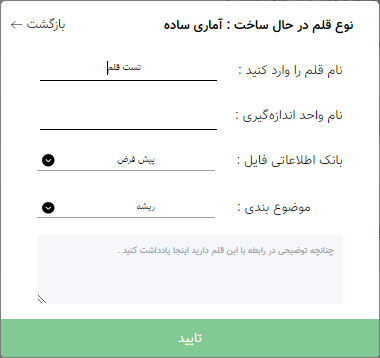 نوع قلم در حال ساخت : آماری ساده
بازگشت
نام قلم را وارد کنید :
تست قلم
نام واحد اندازه‌گیری :
بانک اطلاعاتی فایل :
پیش فرض
موضوع بندی :
ریشه
چنانچه توضیحی در رابطه با این قلم دارید اینجا یادداشت کنید .
تایید